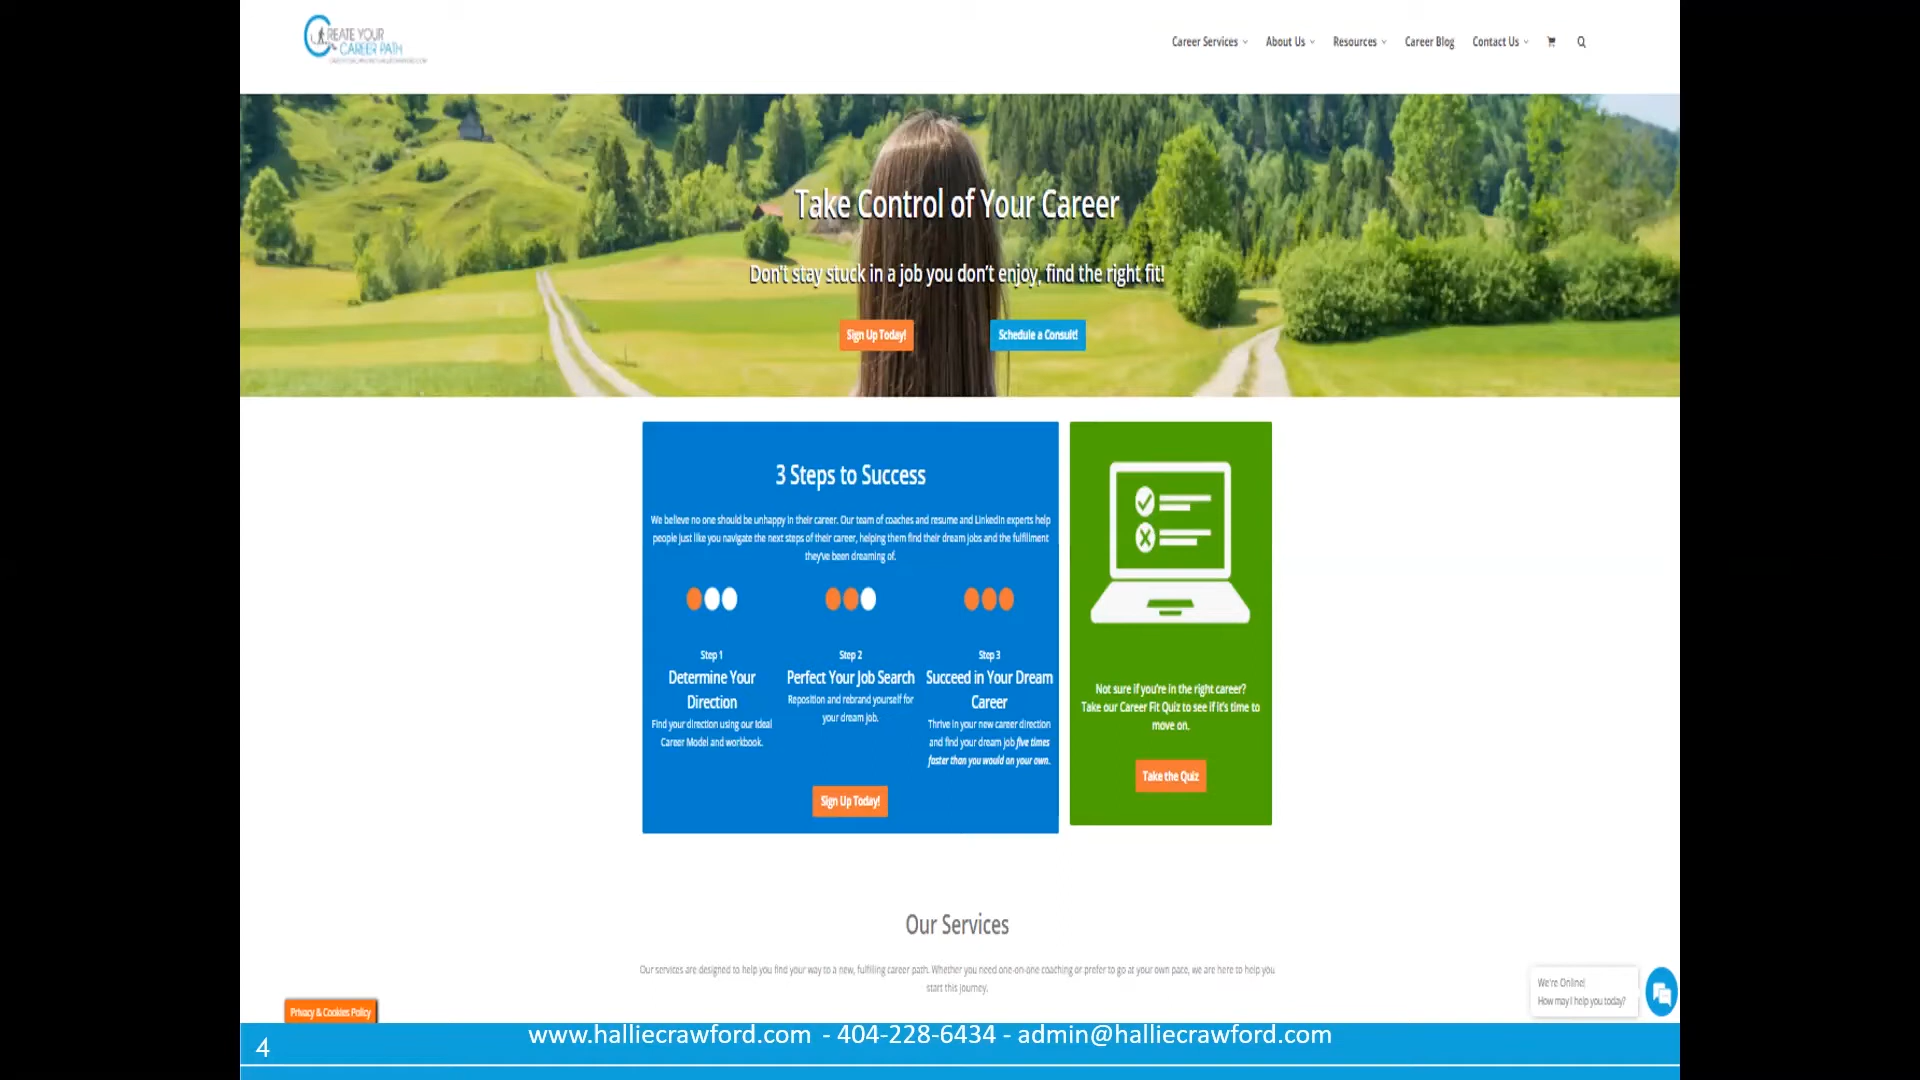 CREATE YOUR
CAREER PATH
Career Services
About Us
Resources
Career Blog
Contact Us
Take Control of Your Career
Don't stay stuck in a job you don't enjoy, find the right fit!
Sign Up Today!
Schedule a Consult!
3 Steps to Success
We believe no one should be unhappy in their career. Our team of coaches and resume and LinkedIn experts help
people just like you navigate the next steps of their career, helping them find their dream jobs and the fulfillment
they've been dreaming of.
Step 1
Determine Your
Direction
Find your direction using our Ideal
Career Model and workbook.
Step 2
Perfect Your Job Search
Reposition and rebrand yourself for
your dream job.
Step 3
Succeed in Your Dream
Career
Thrive in your new career direction
and find your dream job five times
faster than you would on your own.
Sign Up Today!
Not sure if you're in the right career?
Take our Career Fit Quiz to see if it's time to
move on.
Take the Quiz
Our Services
Our services are designed to help you find your way to a new, fulfilling career path. Whether you need one-on-one coaching or prefer to go at your own pace, we are here to help you
start this journey.
We're Online!
How may I help you today?
Privacy & Cookies Policy
www.halliecrawford.com - 404-228-6434 - admin@halliecrawford.com
4